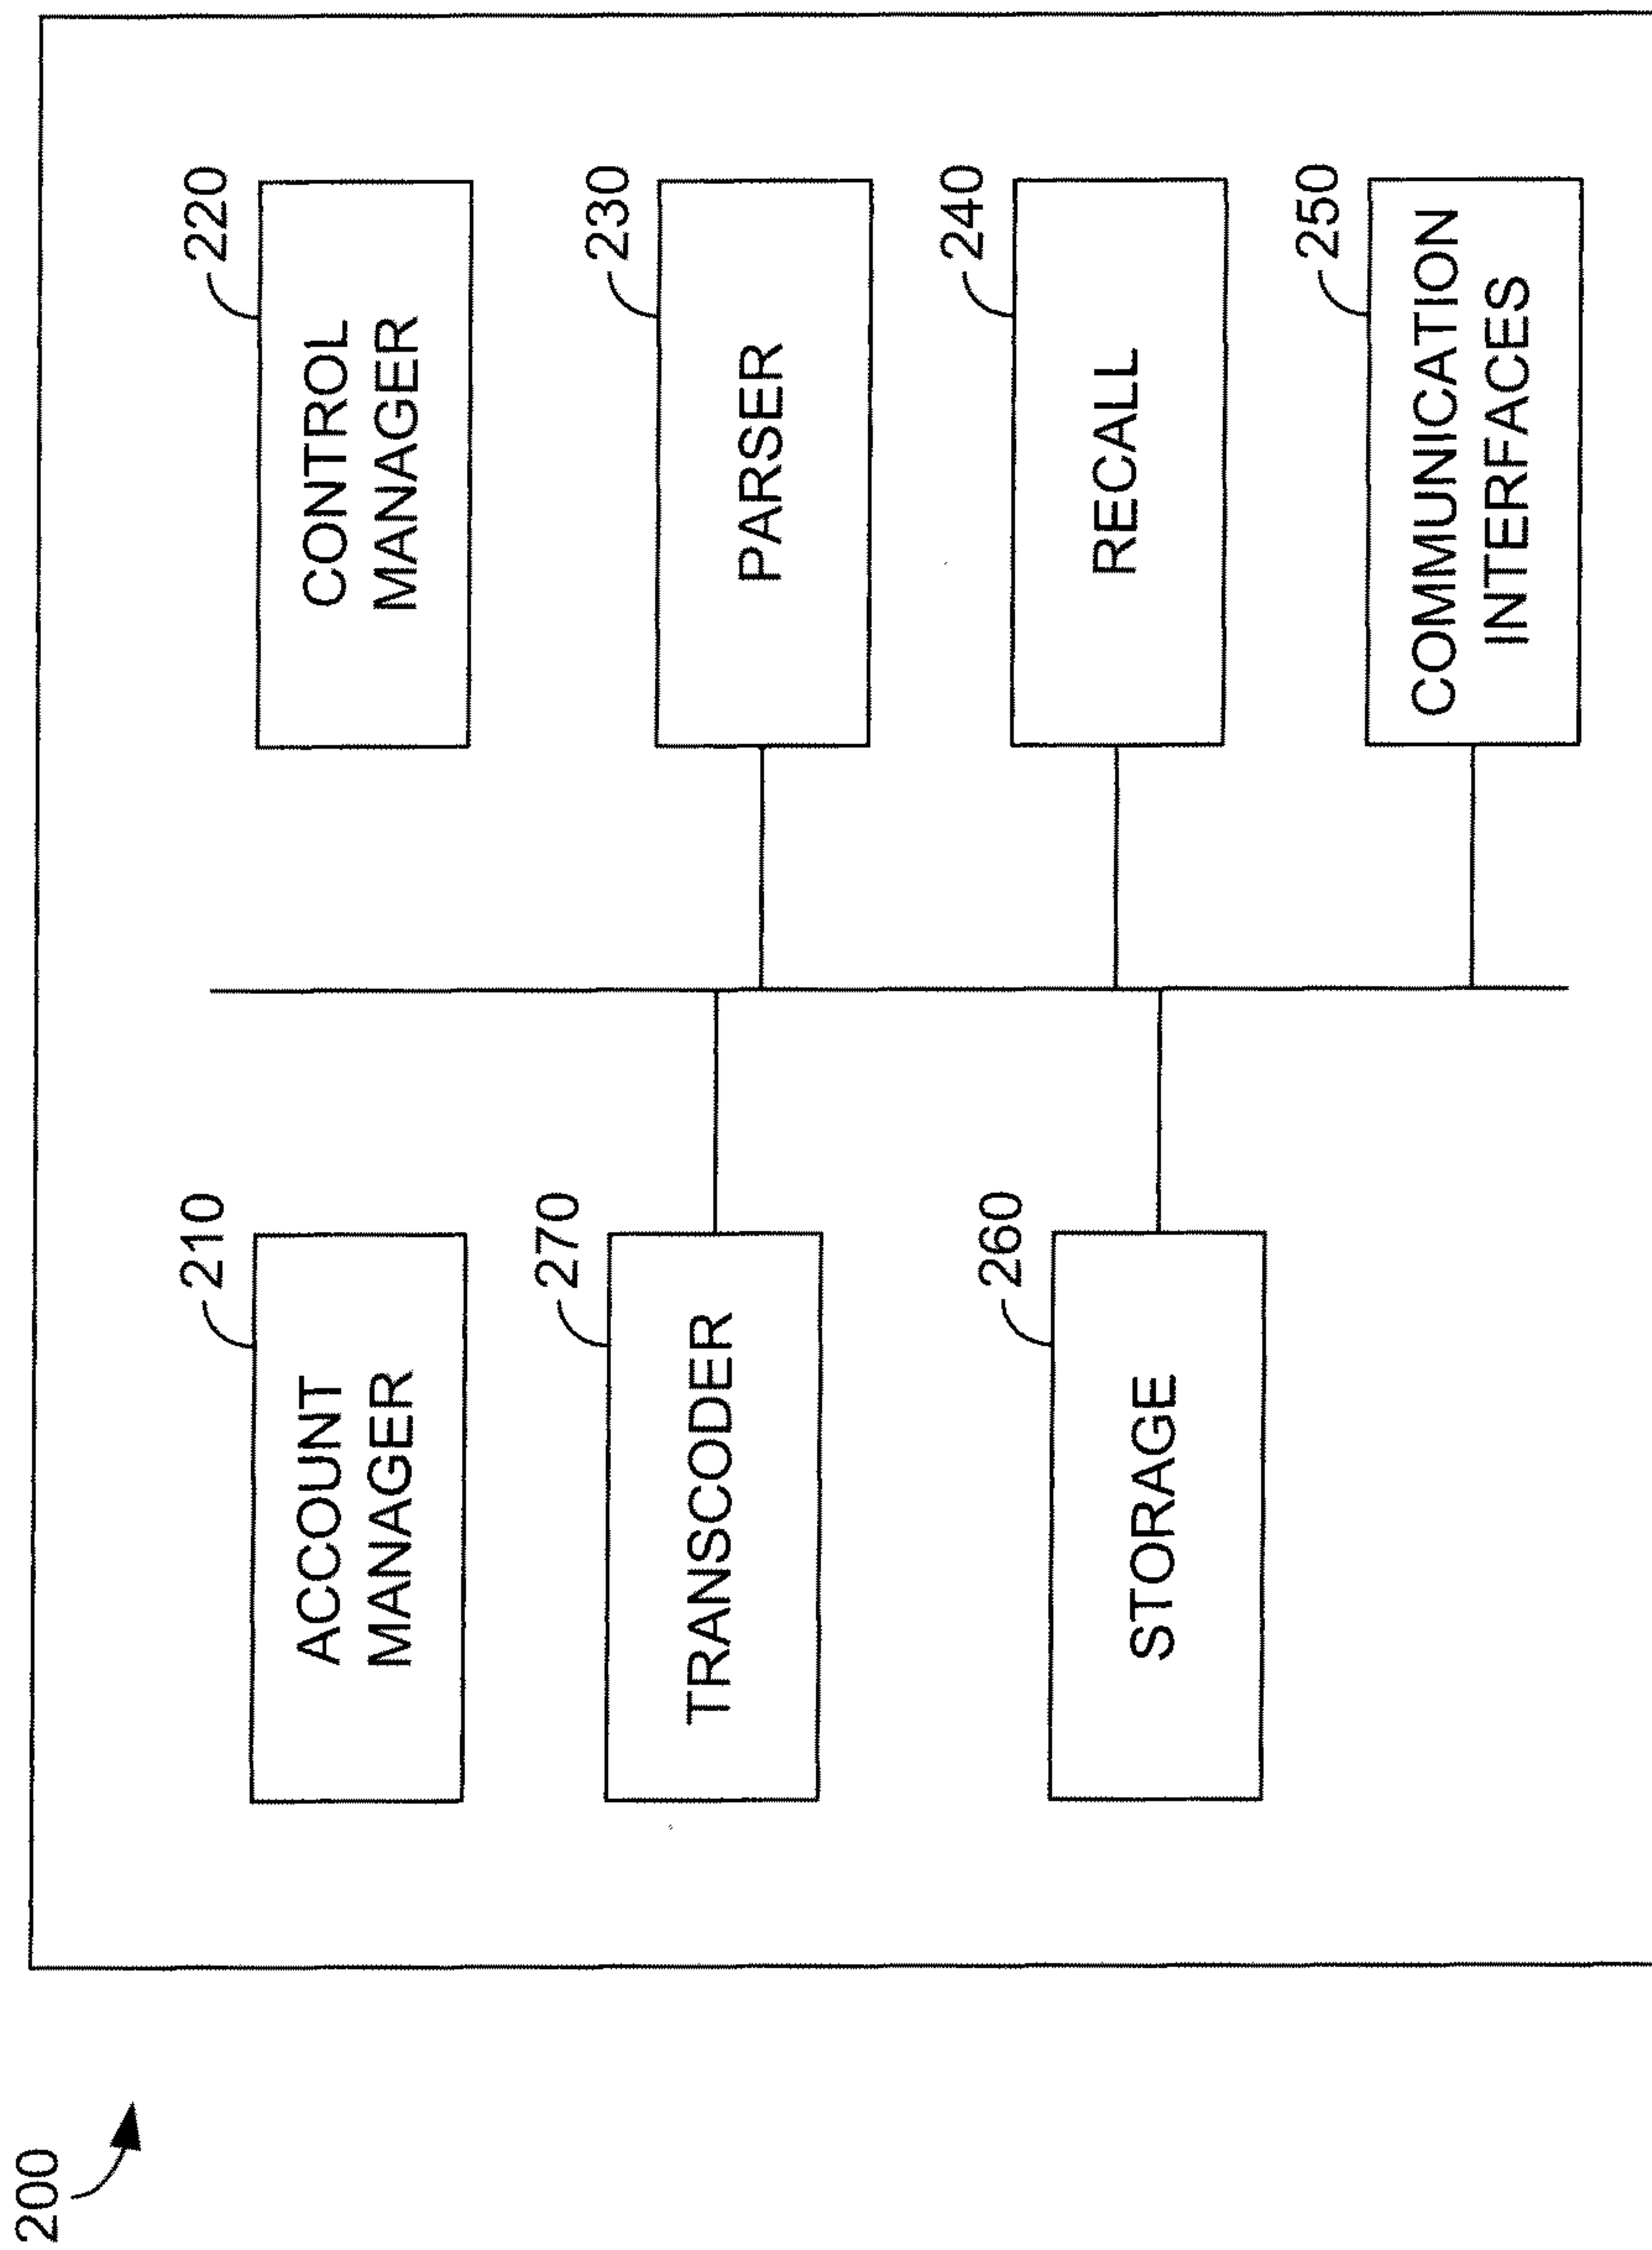 200
210
ACCOUNT
MANAGER
220
CONTROL
MANAGER
270
TRANSCODER
230
PARSER
260
STORAGE
240
RECALL
250
COMMUNICATION
INTERFACES